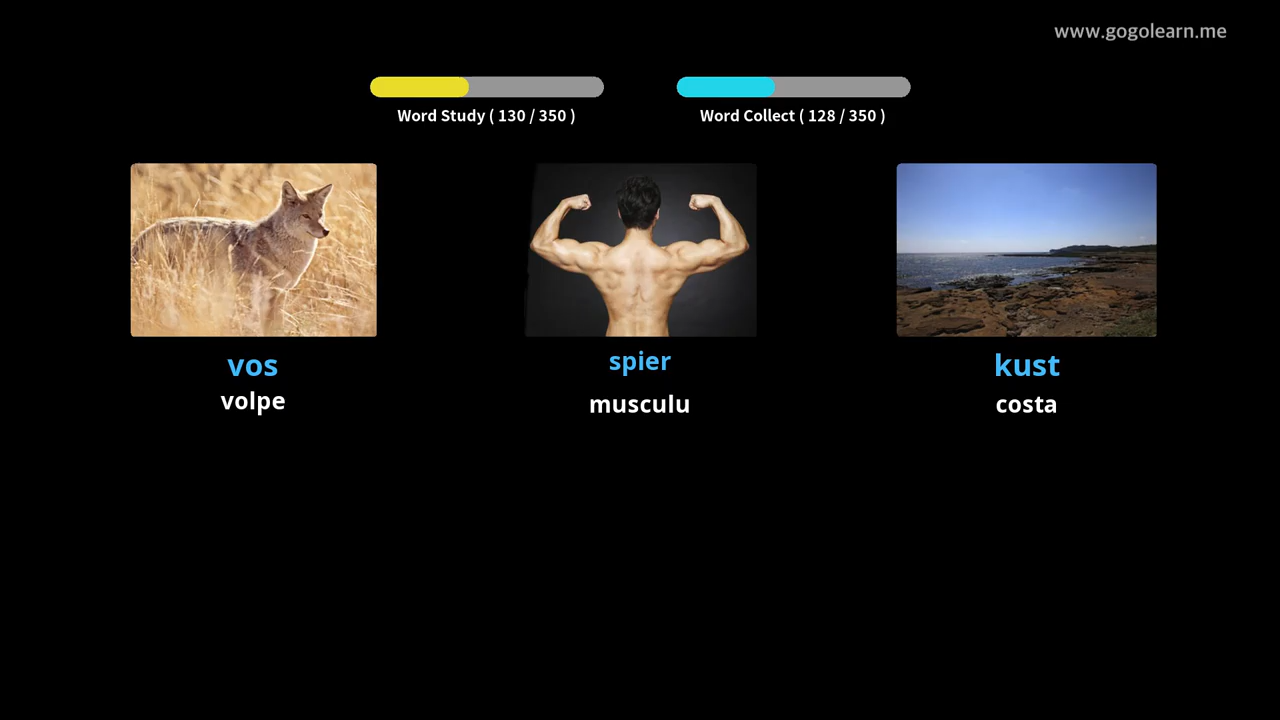 www.gogolearn.me
Word Study ( 130 / 350 )
Word Collect ( 128 / 350 )
vos
volpe
spier
musculu
kust
costa